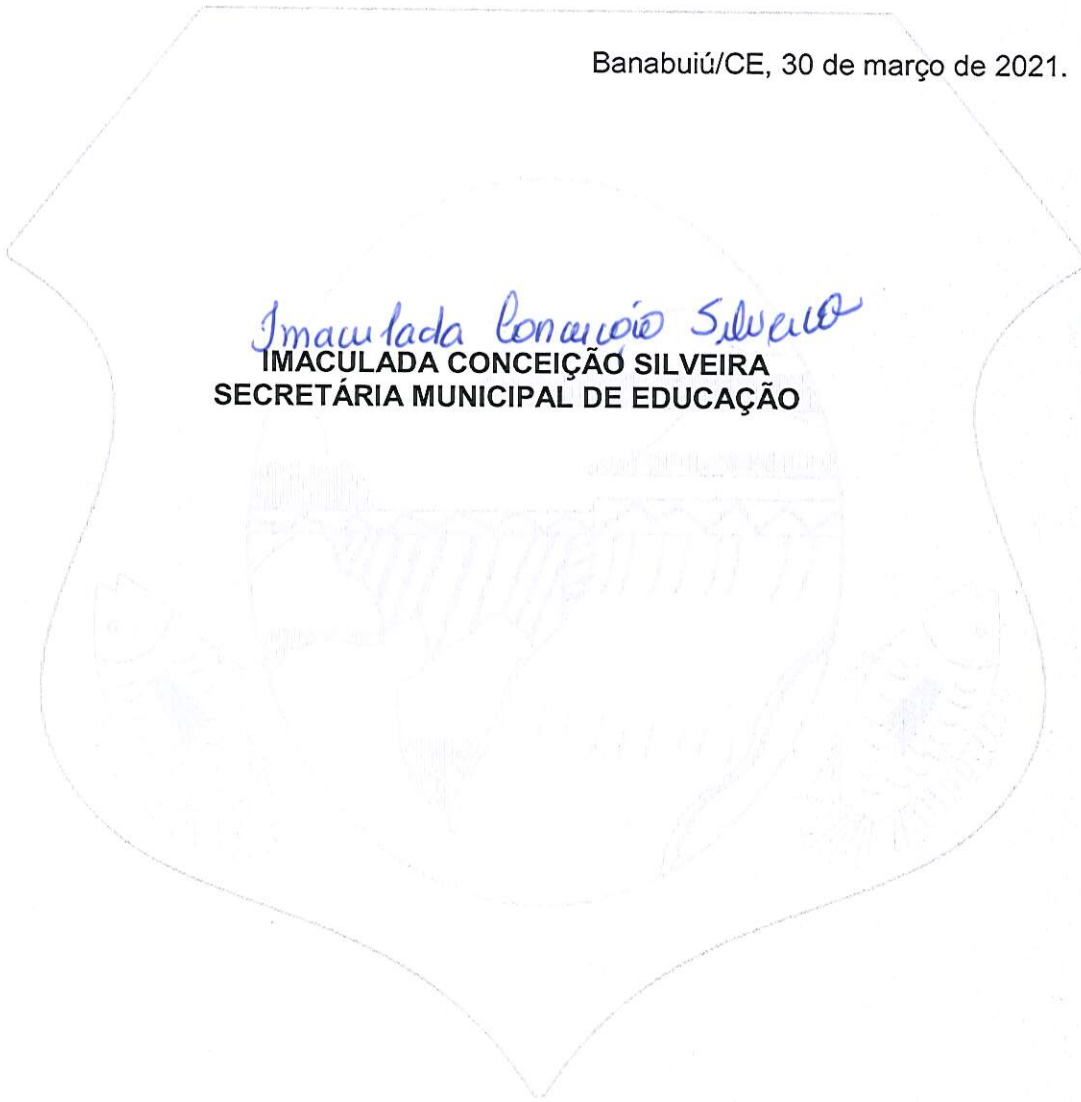 Banabuiú/CE, 30 de março de 2021.
Imaculada Conceição Silveira
IMACULADA CONCEIÇÃO SILVEIRA
SECRETÁRIA MUNICIPAL DE EDUCAÇÃO